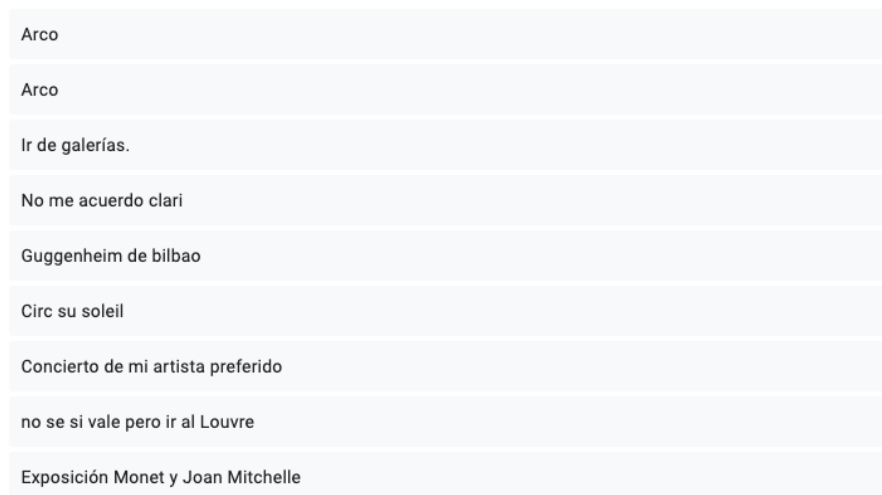 Arco
Arco
Ir de galerías.
No me acuerdo clari
Guggenheim de bilbao
Circ su soleil
Concierto de mi artista preferido
no se si vale pero ir al Louvre
Exposición Monet y Joan Mitchelle